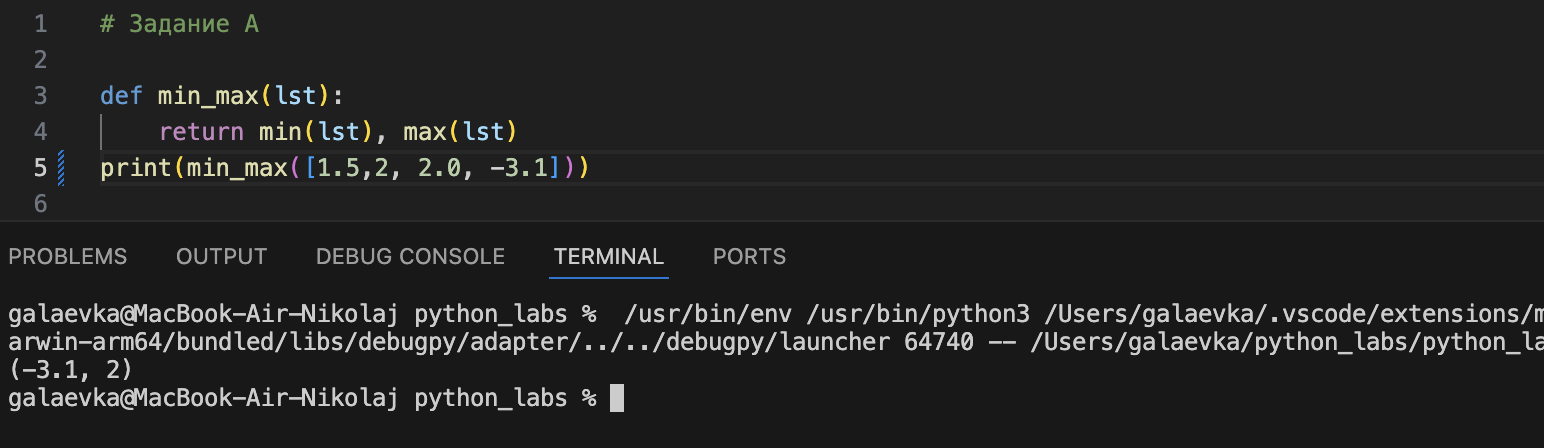 1 # Задание A
2
3 def min_max(lst):
4 return min(lst), max(lst)
5 print(min_max([1.5,2, 2.0, -3.1]))
6
PROBLEMS OUTPUT DEBUG CONSOLE TERMINAL PORTS
galaevka@MacBook-Air-Nikolaj python_labs % /usr/bin/env /usr/bin/python3 /Users/galaevka/.vscode/extensions/m
arwin-arm64/bundled/libs/debugpy/adapter/../../debugpy/launcher 64740 -- /Users/galaevka/python_labs/python_la
(-3.1, 2)
galaevka@MacBook-Air-Nikolaj python_labs %